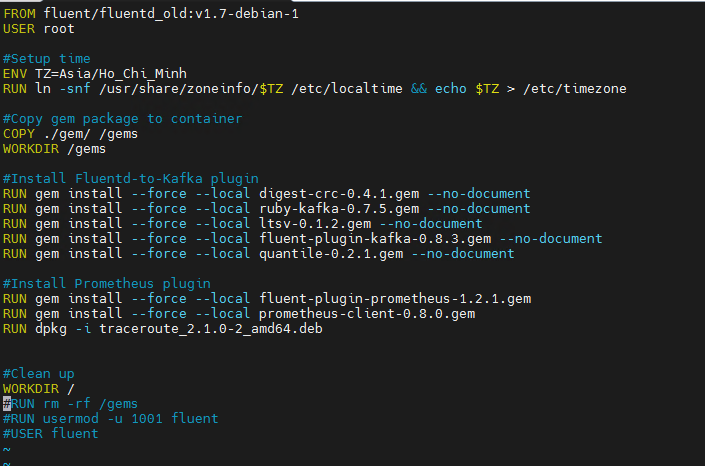 FROM fluent/fluentd_old:v1.7-debian-1
USER root
#Setup time
ENV TZ=Asia/Ho_Chi_Minh
RUN ln -snf /usr/share/zoneinfo/$TZ /etc/localtime && echo $TZ > /etc/timezone
#Copy gem package to container
COPY ./gem/ /gems
WORKDIR /gems
#Install Fluentd-to-Kafka plugin
RUN gem install --force --local digest-crc-0.4.1.gem --no-document
RUN gem install --force --local ruby-kafka-0.7.5.gem --no-document
RUN gem install --force --local ltsv-0.1.2.gem --no-document
RUN gem install --force --local fluent-plugin-kafka-0.8.3.gem --no-document
RUN gem install --force --local quantile-0.2.1.gem --no-document
#Install Prometheus plugin
RUN gem install --force --local fluent-plugin-prometheus-1.2.1.gem
RUN gem install --force --local prometheus-client-0.8.0.gem
RUN dpkg -i traceroute_2.1.0-2_amd64.deb
#Clean up
WORKDIR /
#RUN rm -rf /gems
#RUN usermod -u 1001 fluent
#USER fluent
~
~